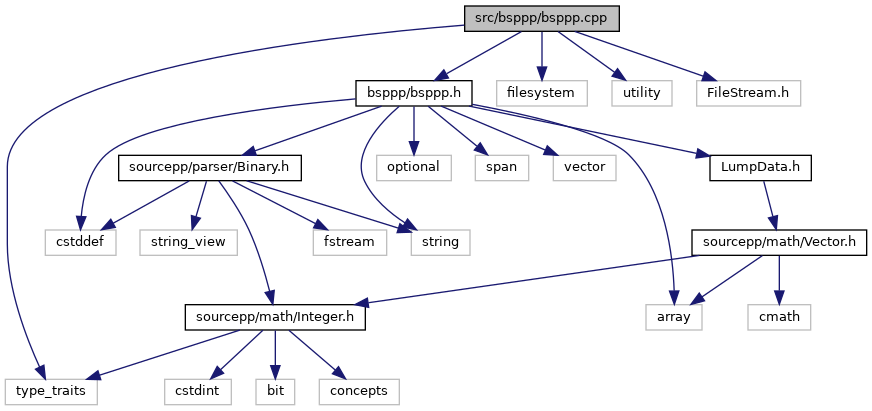 src/bsppp/bsppp.cpp
bsppp/bsppp.h
filesystem
utility
FileStream.h
sourcepp/parser/Binary.h
optional
span
vector
LumpData.h
cstddef
string_view
fstream
string
sourcepp/math/Vector.h
sourcepp/math/Integer.h
array
cmath
type_traits
cstdint
bit
concepts